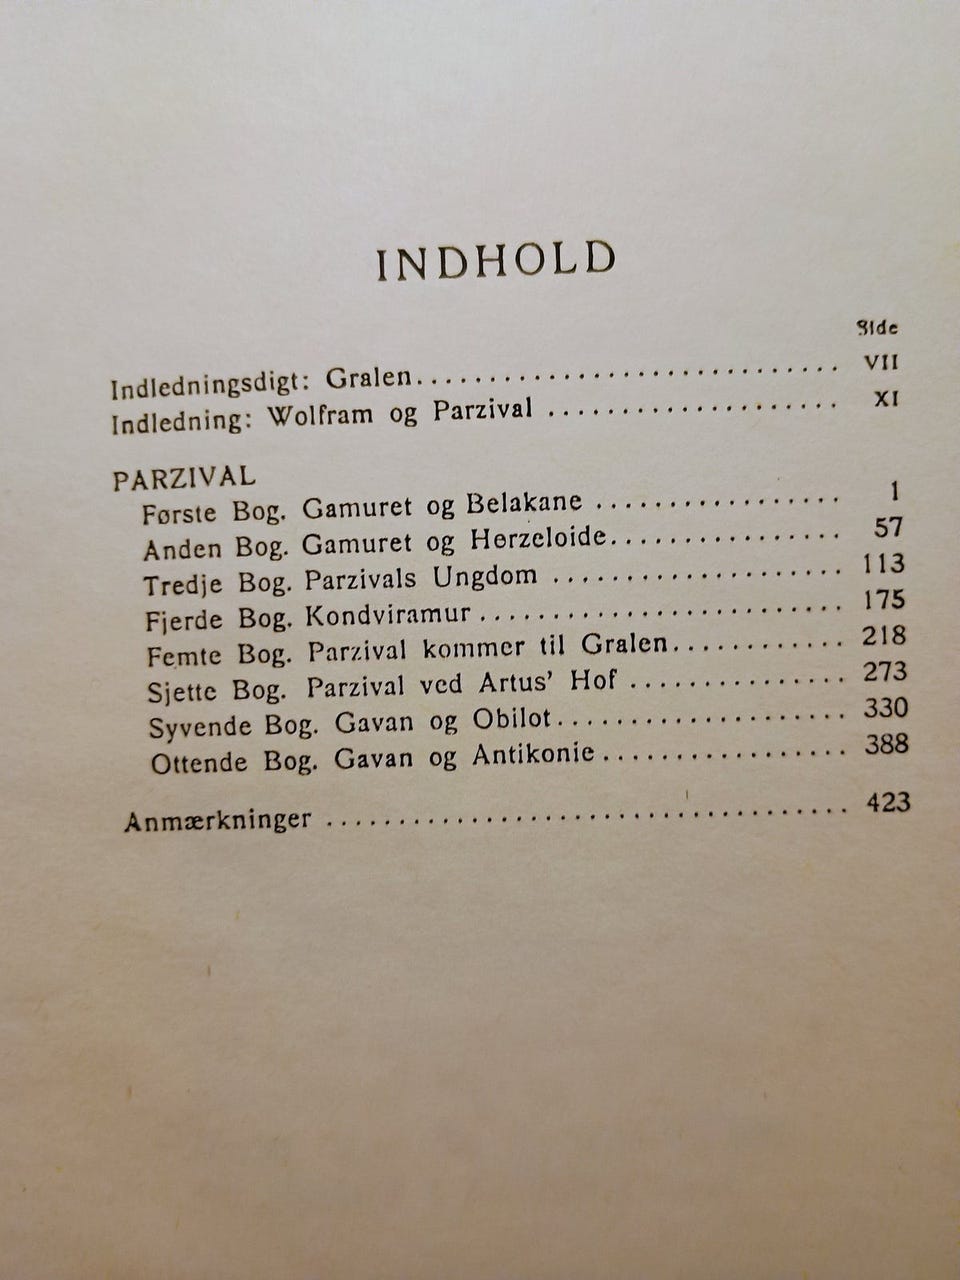 INDHOLD
Side
Indledningsdigt: Gralen.............................. VII
Indledning: Wolfram og Parzival .................... XI
PARZIVAL
Første Bog. Gamuret og Belakane ................. 1
Anden Bog. Gamuret og Herzeloide................ 57
Tredje Bog. Parzivals Ungdom .................... 113
Fjerde Bog. Kondviramur ......................... 175
Femte Bog. Parzival kommer til Gralen............ 218
Sjette Bog. Parzival ved Artus' Hof ............... 273
Syvende Bog. Gavan og Obilot.................... 330
Ottende Bog. Gavan og Antikonie................. 388
Anmærkninger .................................... 423